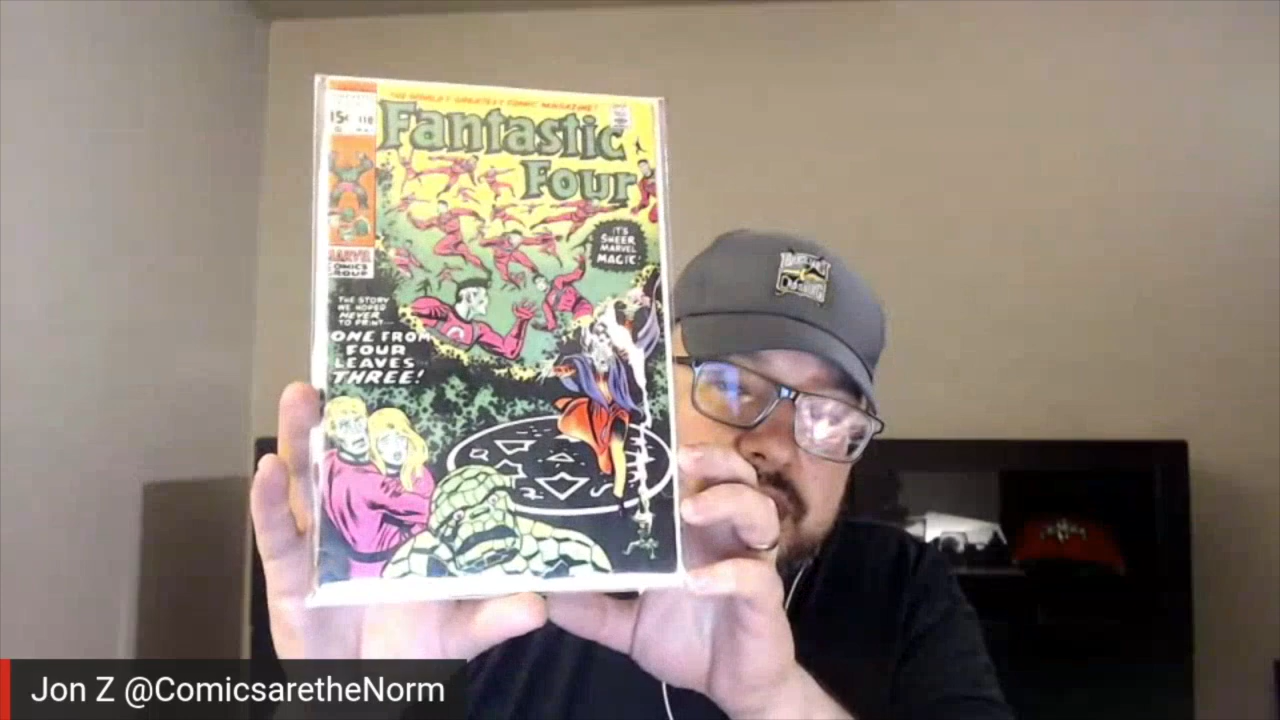 THE WORLD'S GREATEST COMIC MAGAZINE!
15¢ 110
Fantastic
Four
IT'S
SHEER
MARVEL
MAGIC!
MARVEL
COMICS
GROUP
THE STORY
WE HOPED
NEVER
TO PRINT—
ONE FROM
FOUR
LEAVES
THREE!
Jon Z @ComicsaretheNorm